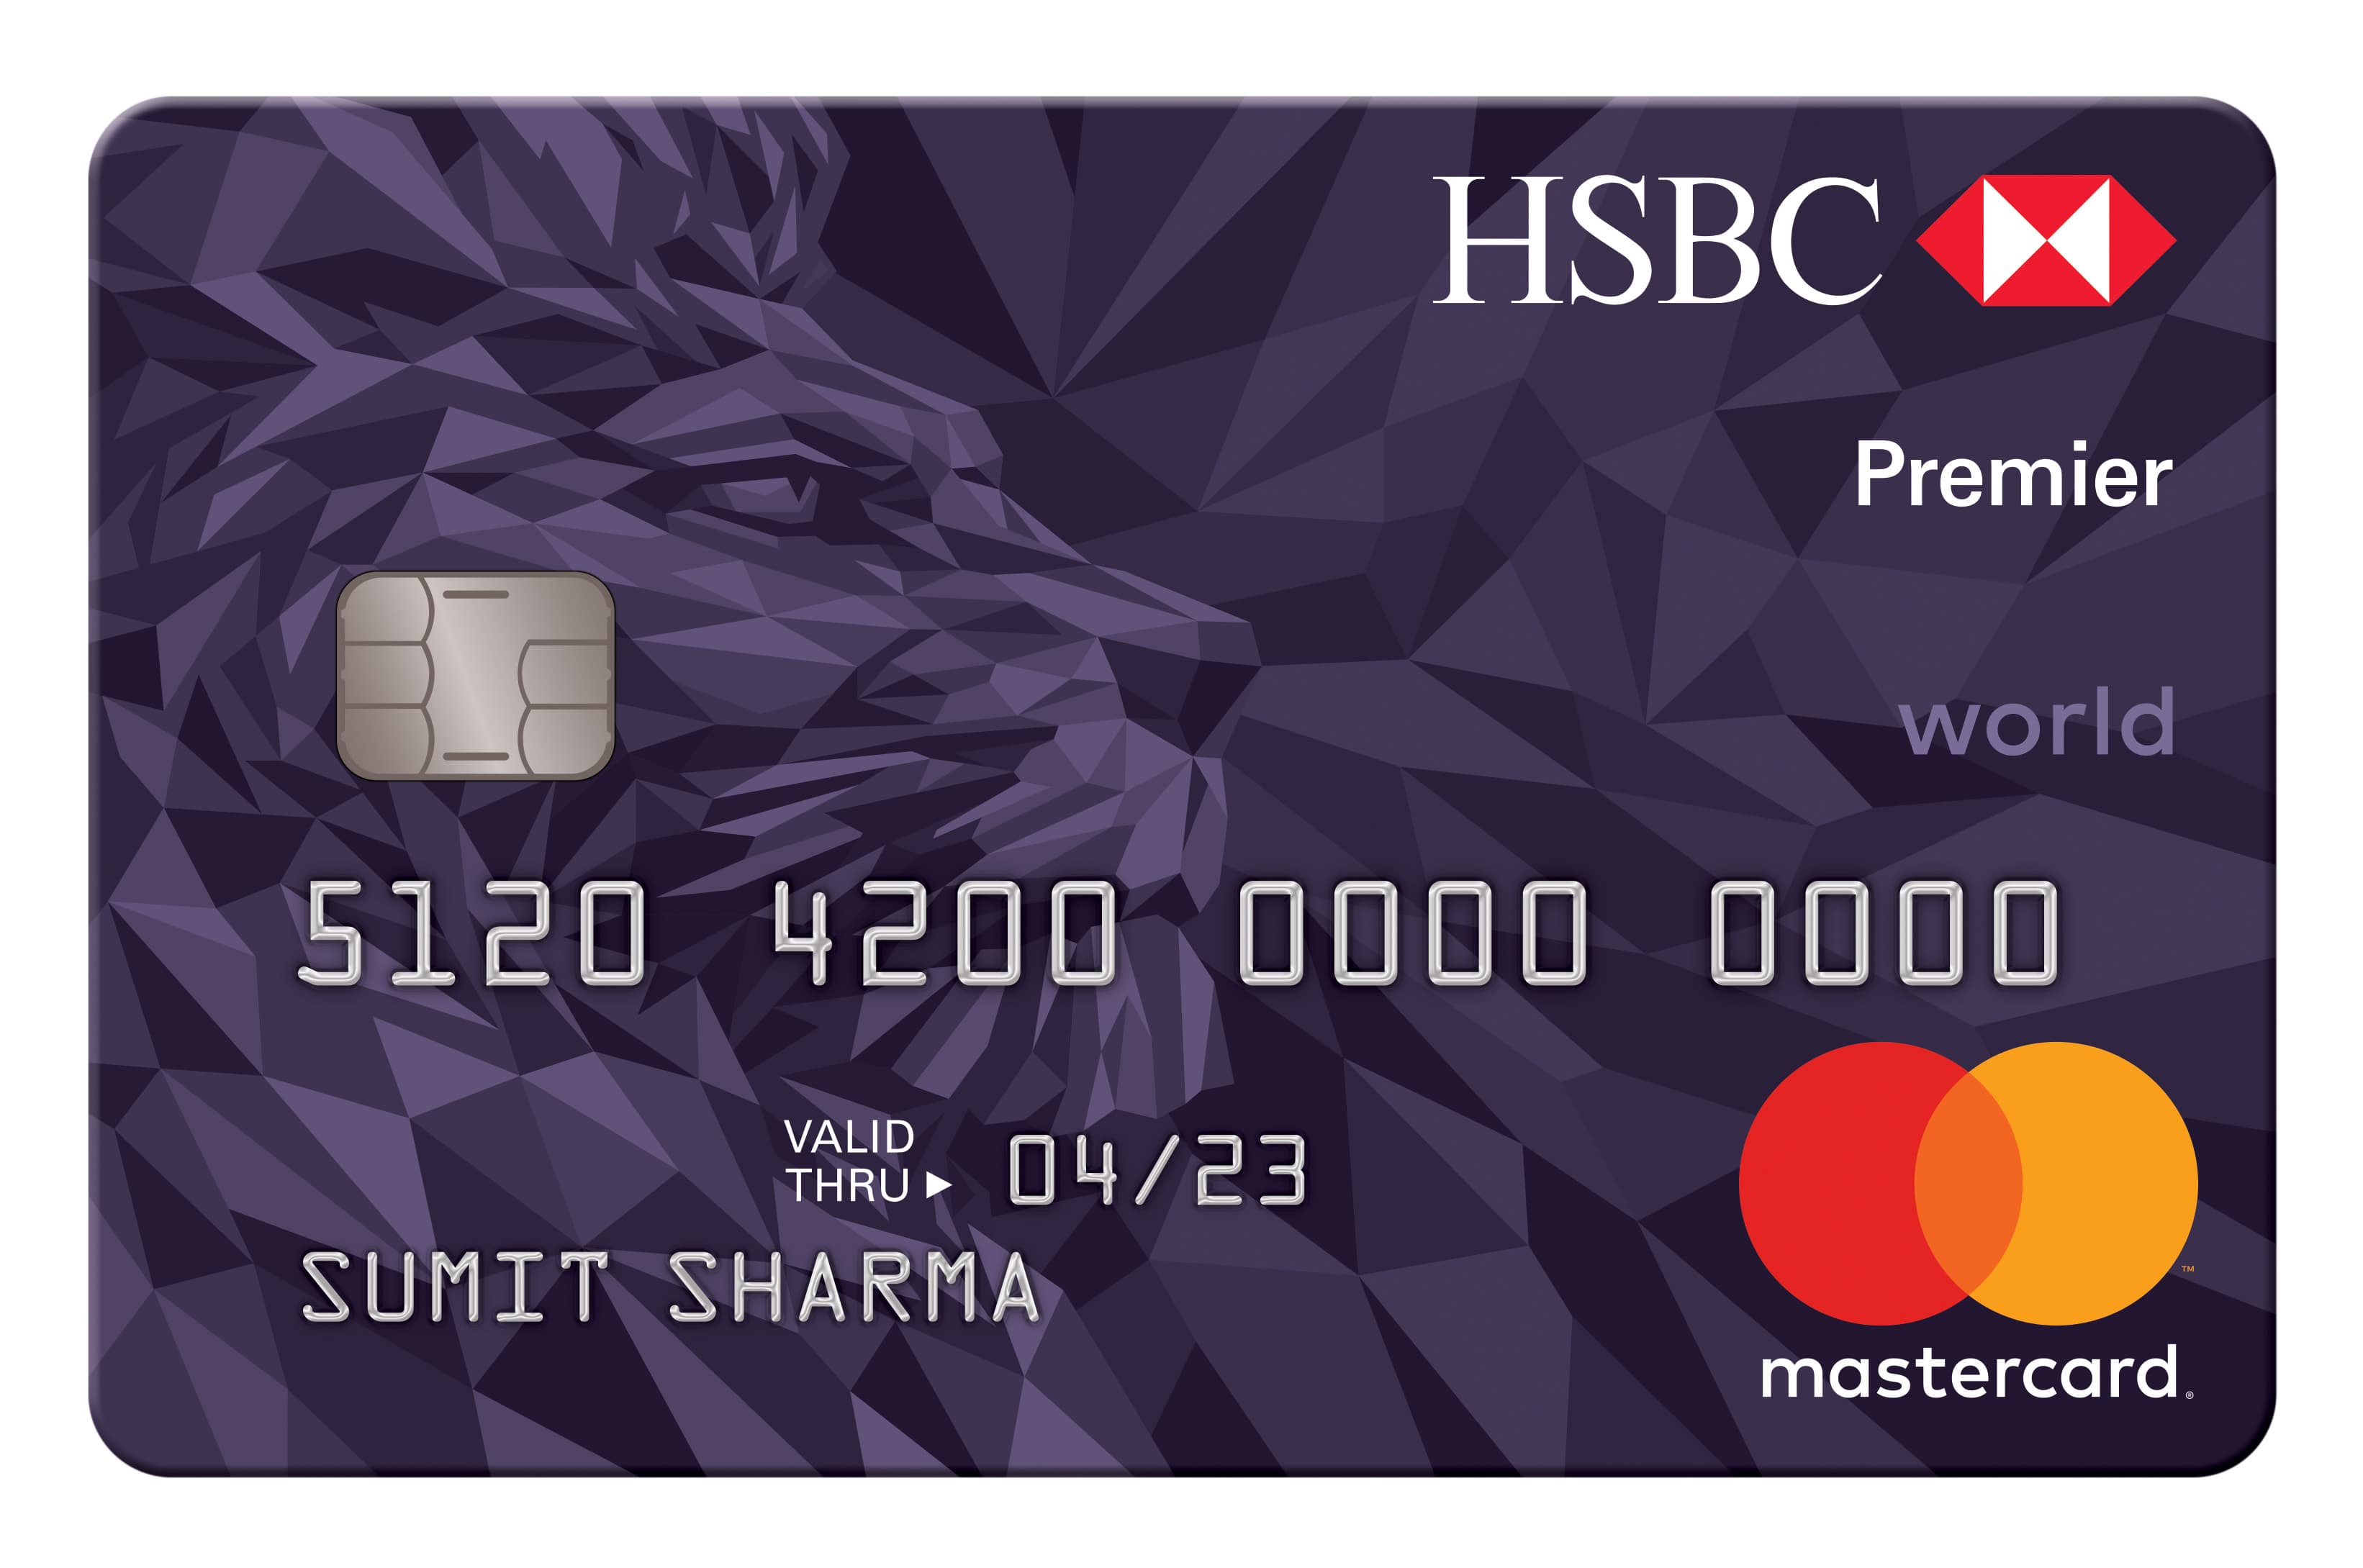 HSBC
Premier
world
5120 4200 0000 0000
VALID
THRU ▶ 04/23
SUMIT SHARMA
mastercard